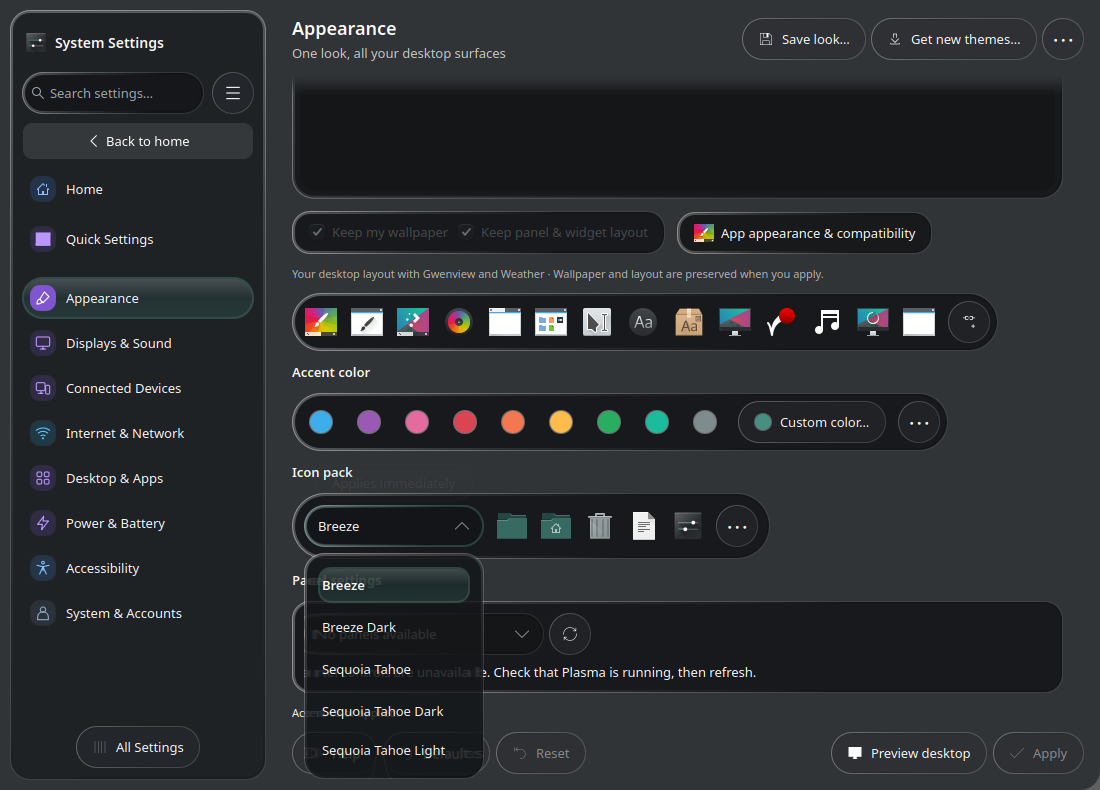 System Settings
Search settings...
Back to home
Home
Quick Settings
Appearance
Displays & Sound
Connected Devices
Internet & Network
Desktop & Apps
Power & Battery
Accessibility
System & Accounts
All Settings
Appearance
One look, all your desktop surfaces
Save look...
Get new themes...
Keep my wallpaper
Keep panel & widget layout
App appearance & compatibility
Your desktop layout with Gwenview and Weather · Wallpaper and layout are preserved when you apply.
Aa
Aa
Accent color
Custom color...
Icon pack
Applies immediately
Breeze
Breeze
Breeze Dark
Sequoia Tahoe
Sequoia Tahoe Dark
Sequoia Tahoe Light
No panels available
Check that Plasma is running, then refresh.
Reset
Preview desktop
Apply